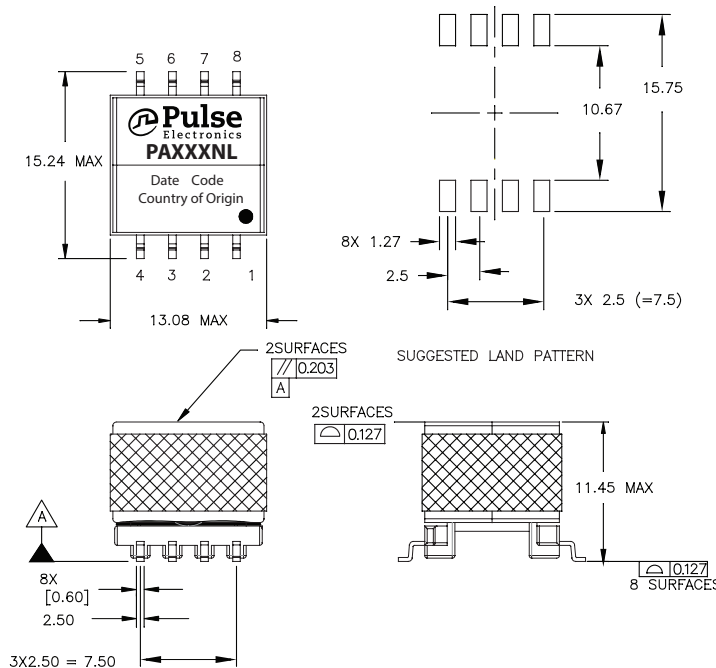 5 6 7 8
Pulse
Electronics
PAXXXNL
Date Code
Country of Origin
15.24 MAX
4 3 2 1
13.08 MAX
15.75
10.67
8X 1.27
2.5
3X 2.5 (=7.5)
SUGGESTED LAND PATTERN
2SURFACES
// 0.203
A
2SURFACES
⌓ 0.127
11.45 MAX
⌓ 0.127
8 SURFACES
A
8X
[0.60]
2.50
3X2.50 = 7.50